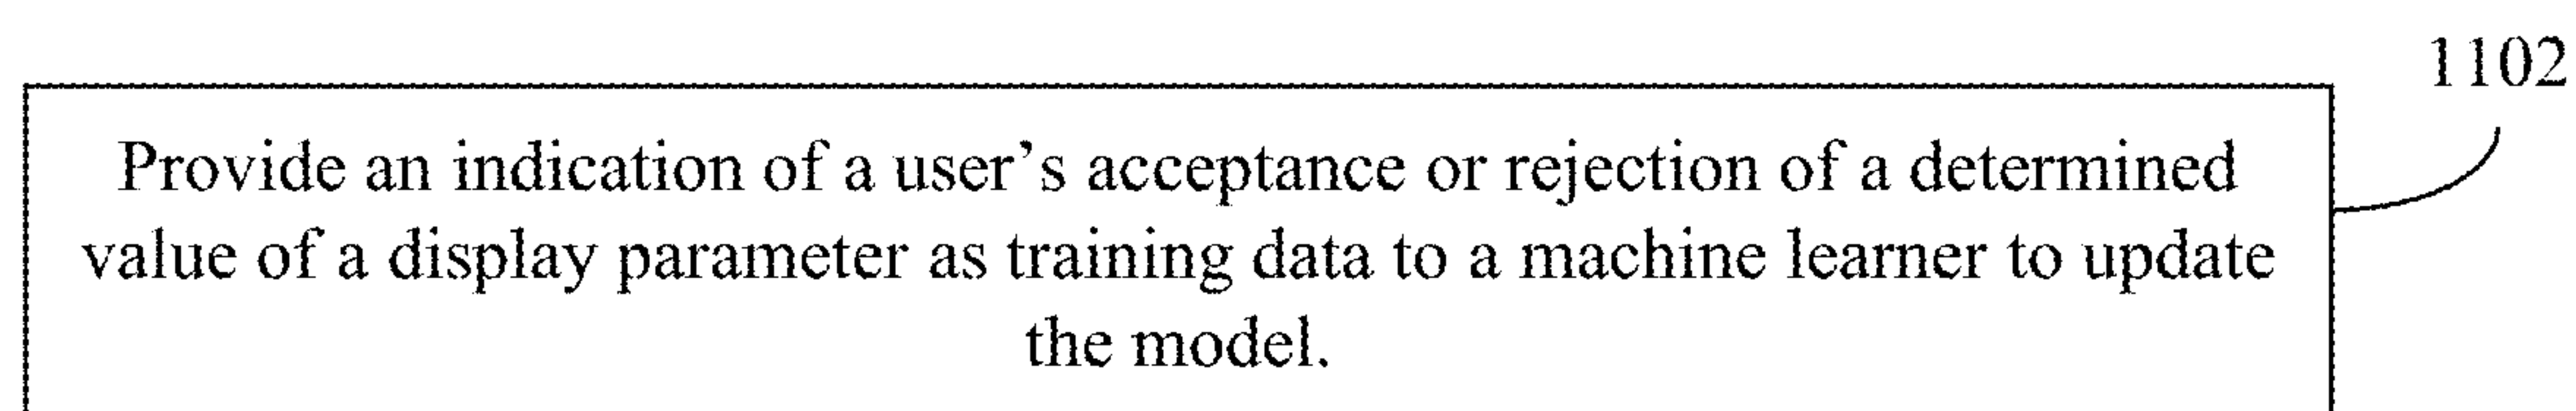 1102
Provide an indication of a user’s acceptance or rejection of a determined
value of a display parameter as training data to a machine learner to update
the model.